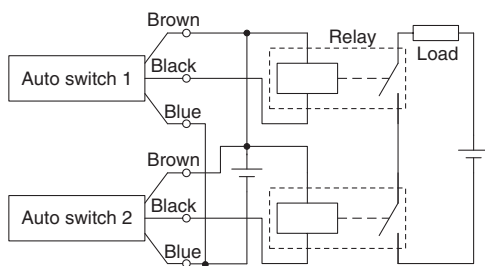 Brown
Relay
Load
Black
Auto switch 1
Blue
Brown
Black
Auto switch 2
Blue